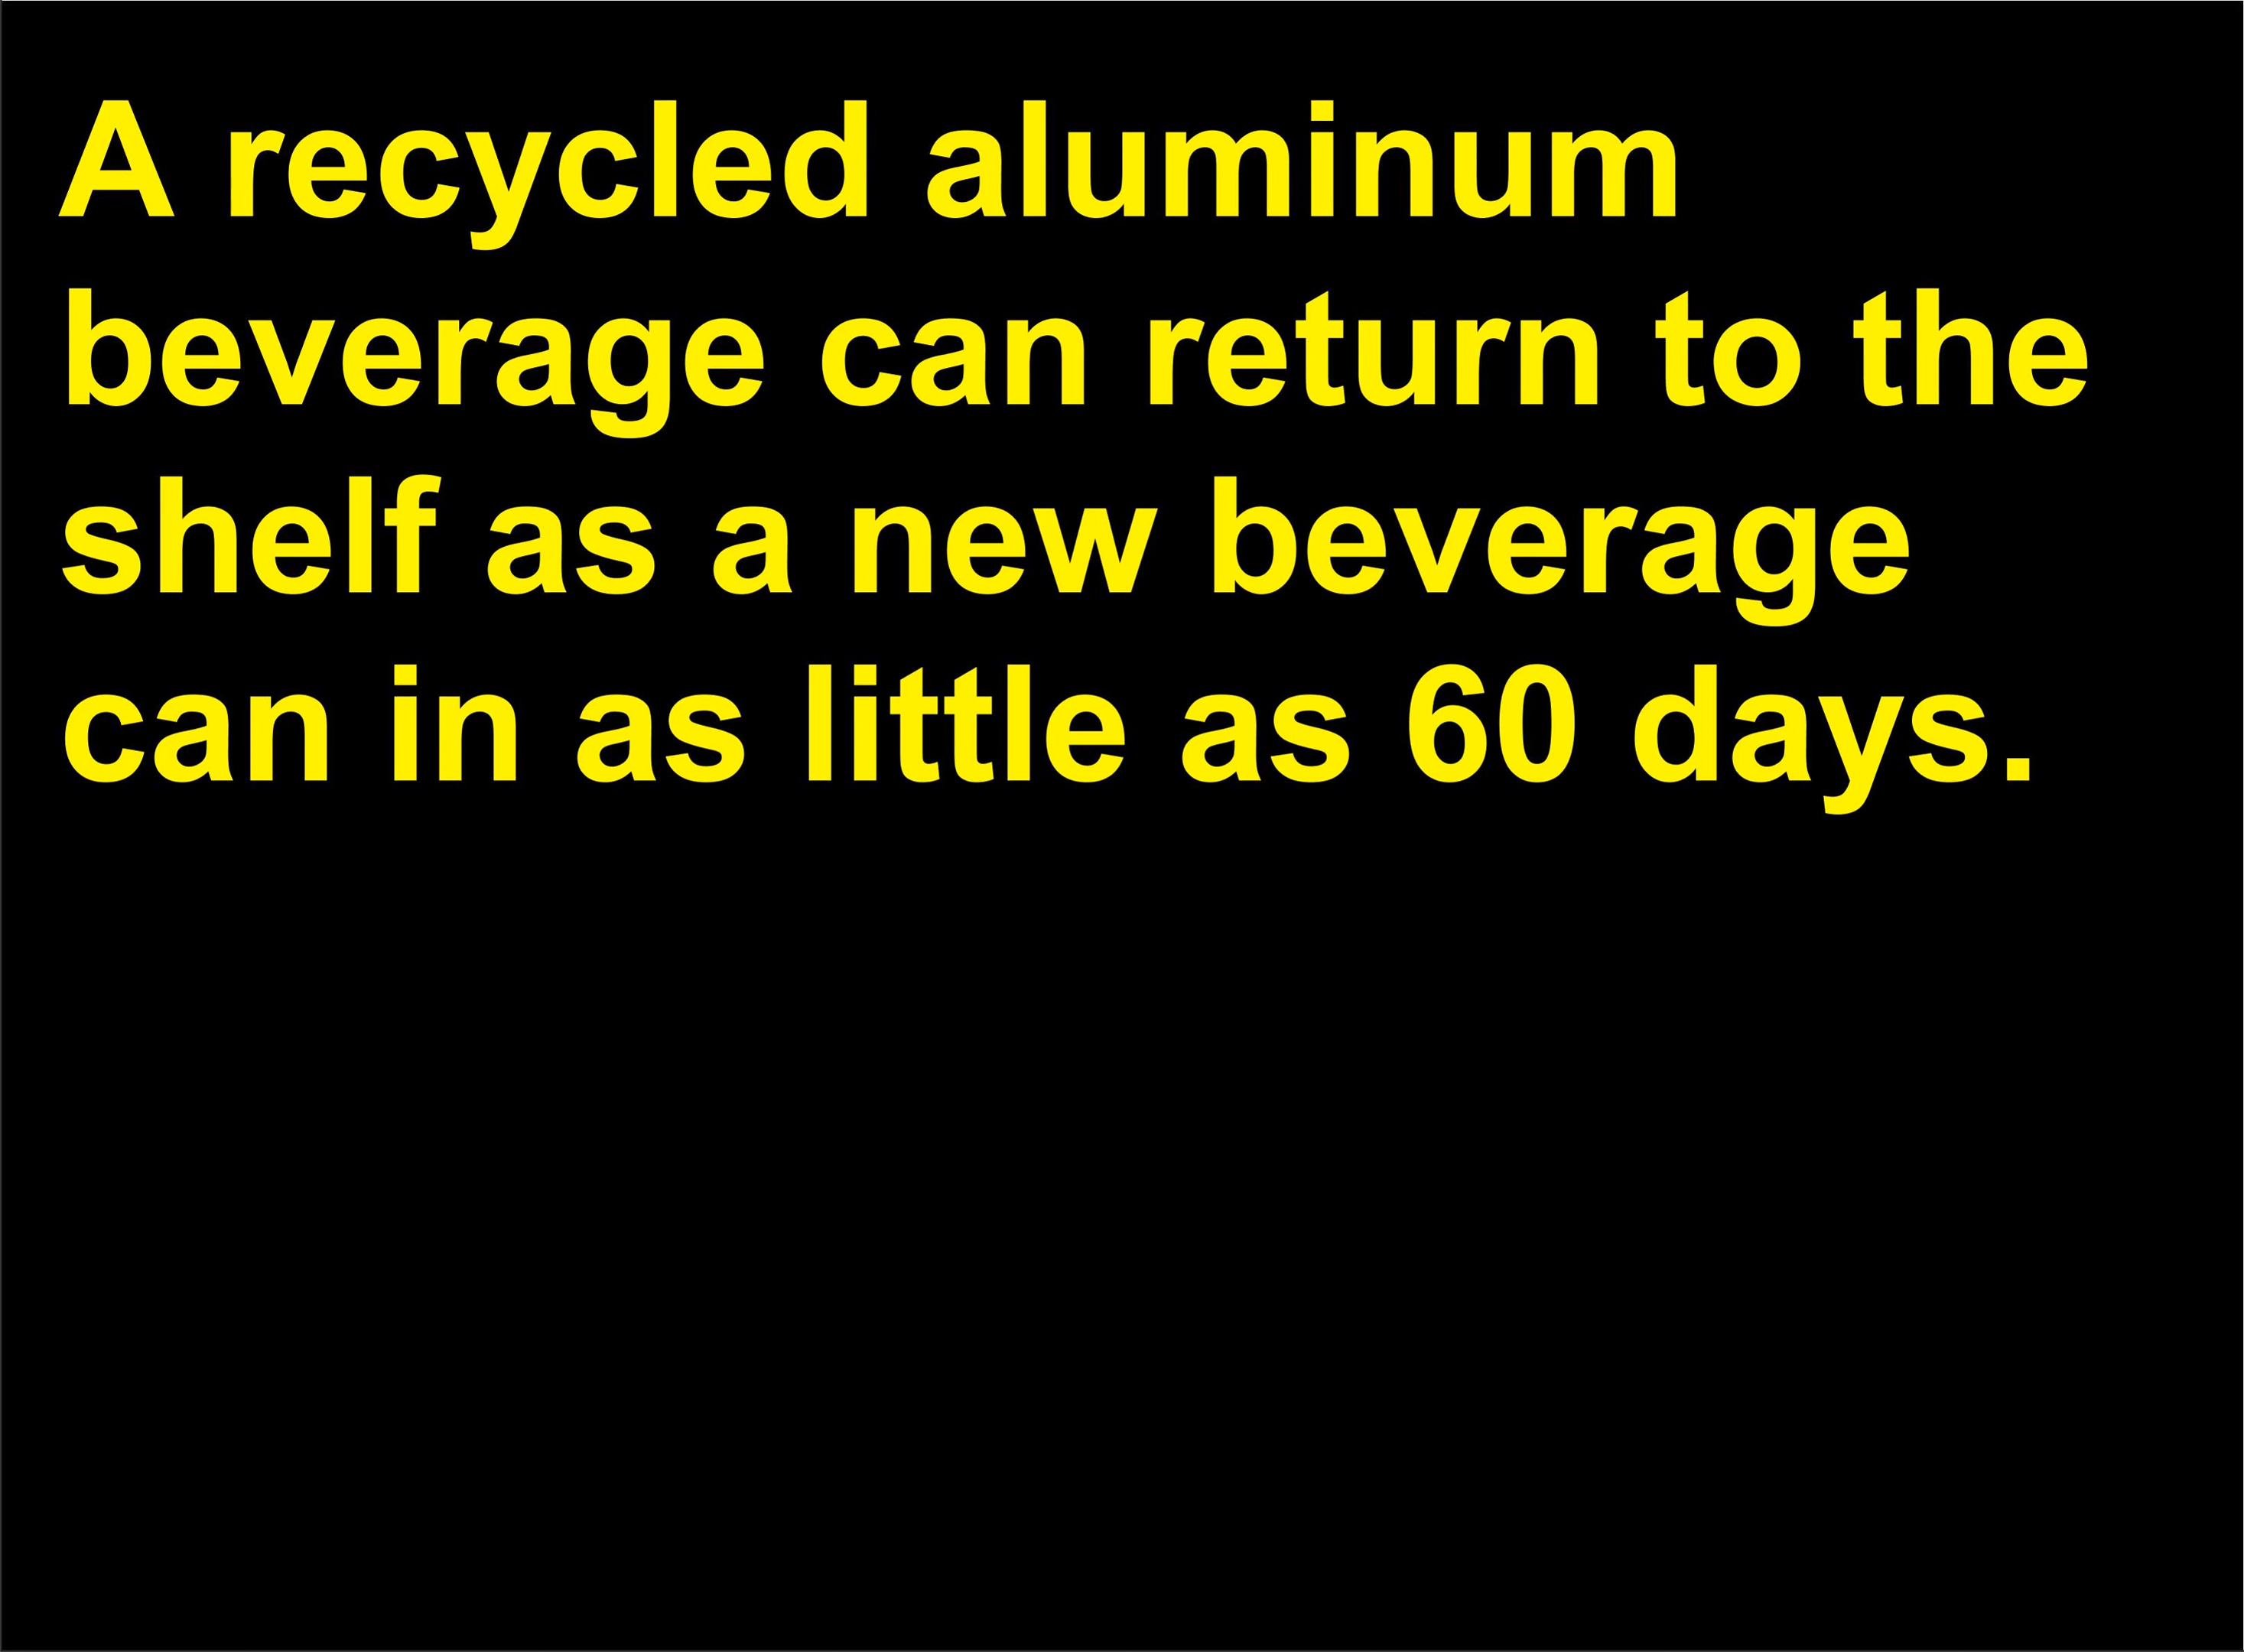 A recycled aluminum
beverage can return to the
shelf as a new beverage
can in as little as 60 days.